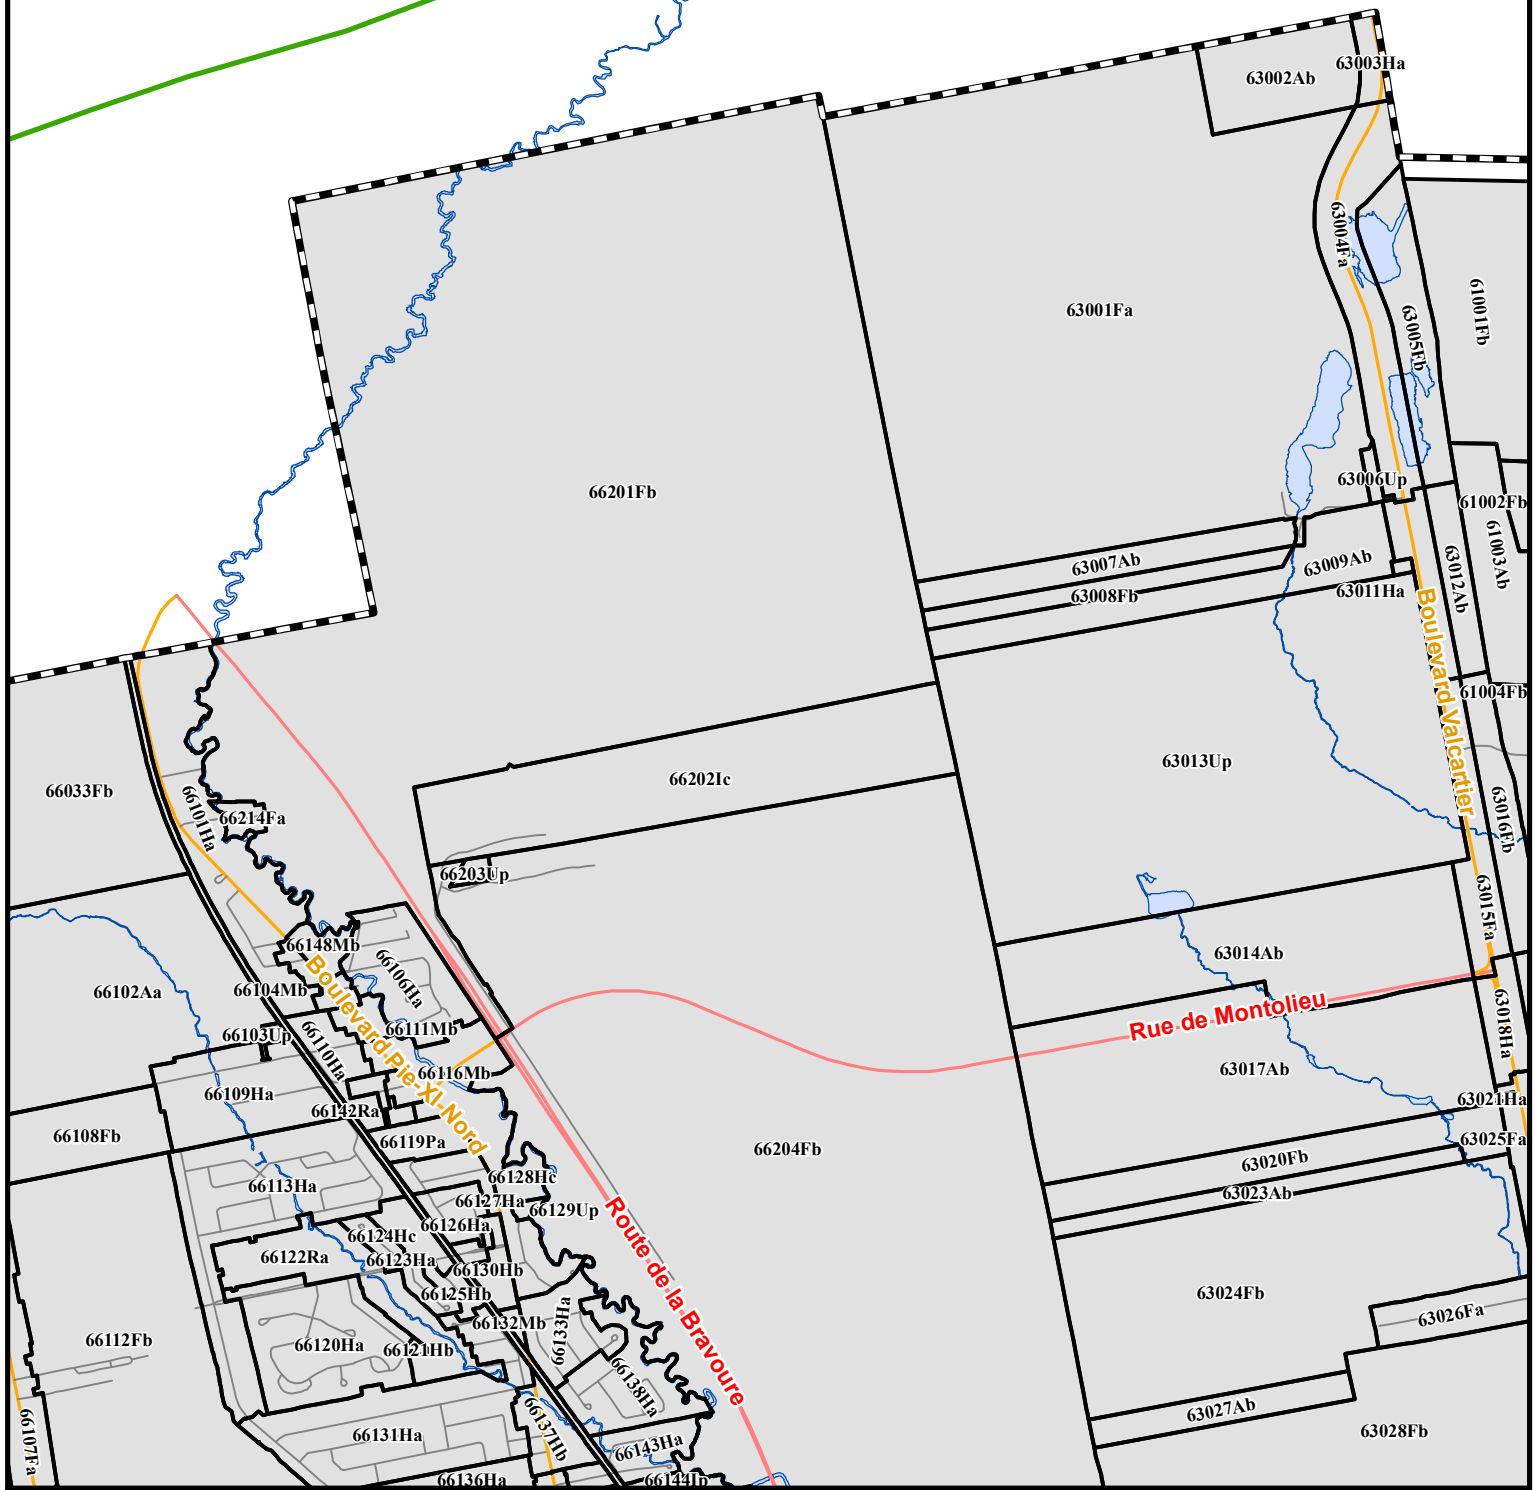 63003Ha
63002Ab
63004Fa
63001Fa
61001Fb
63005Fb
63006Up
66201Fb
61002Fb
63007Ab
63009Ab
61003Ab
63012Ab
63008Fb
63011Ha
Boulevard Valcartier
61004Fb
63013Up
66202Ic
66033Fb
66101Ha
66214Fa
63016Fb
66203Up
63015Fa
66148Mb
63014Ab
66106Ha
66102Aa
66104Mb
Boulevard Pie-XI-Nord
Rue de Montolieu
66103Up
66110Ha
66111Mb
63018Ha
66116Mb
63017Ab
66109Ha
63021Ha
66142Ra
66108Fb
66119Pa
66204Fb
63025Fa
63020Fb
66113Ha
66128Hc
63023Ab
66127Ha
66129Up
66126Ha
66124Hc
66122Ra
66123Ha
66130Hb
Route de la Bravoure
66125Hb
63024Fb
66132Mb
66133Ha
63026Fa
66112Fb
66120Ha
66121Hb
66138Ha
63027Ab
66107Fa
66131Ha
66137Hb
63028Fb
66143Ha
66136Ha
66144Ip